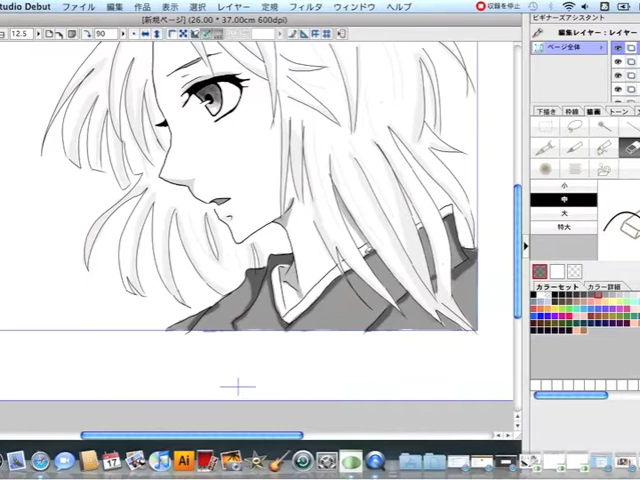 Studio Debut ファイル 編集 ページ 表示 選択 レイヤー 定規 フィルタ ウィンドウ ヘルプ 収録を停止
[新規ページ] (26.00 * 37.00cm 600dpi)
ビギナーズアシスタント
12.5 90
編集レイヤー:レイヤー
ページ全体
下描き 枠線 描画 トーン
小
中
大
特大
カラーセット カラー詳細
17
Ai